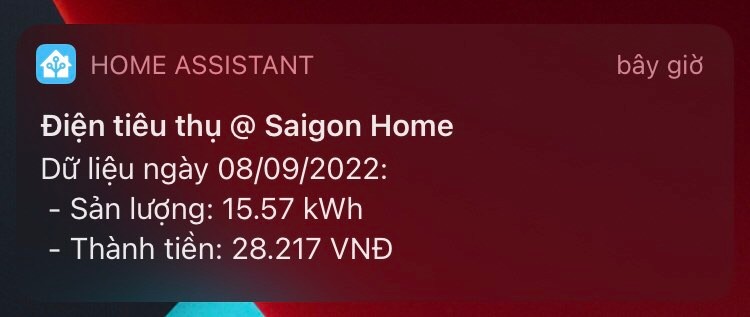 HOME ASSISTANT bây giờ
Điện tiêu thụ @ Saigon Home
Dữ liệu ngày 08/09/2022:
- Sản lượng: 15.57 kWh
- Thành tiền: 28.217 VNĐ